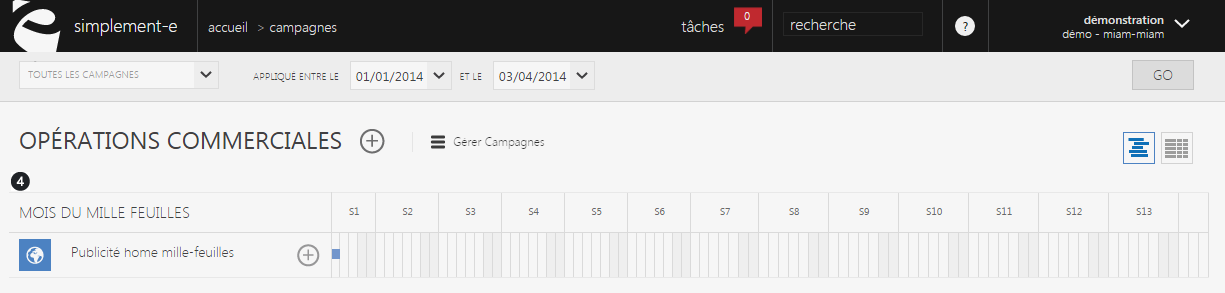 simplement-e accueil > campagnes tâches 0 recherche ? démonstration
démo - miam-miam
TOUTES LES CAMPAGNES APPLIQUÉ ENTRE LE 01/01/2014 ET LE 03/04/2014 GO
OPÉRATIONS COMMERCIALES Gérer Campagnes
4
MOIS DU MILLE FEUILLES S1 S2 S3 S4 S5 S6 S7 S8 S9 S10 S11 S12 S13
Publicité home mille-feuilles